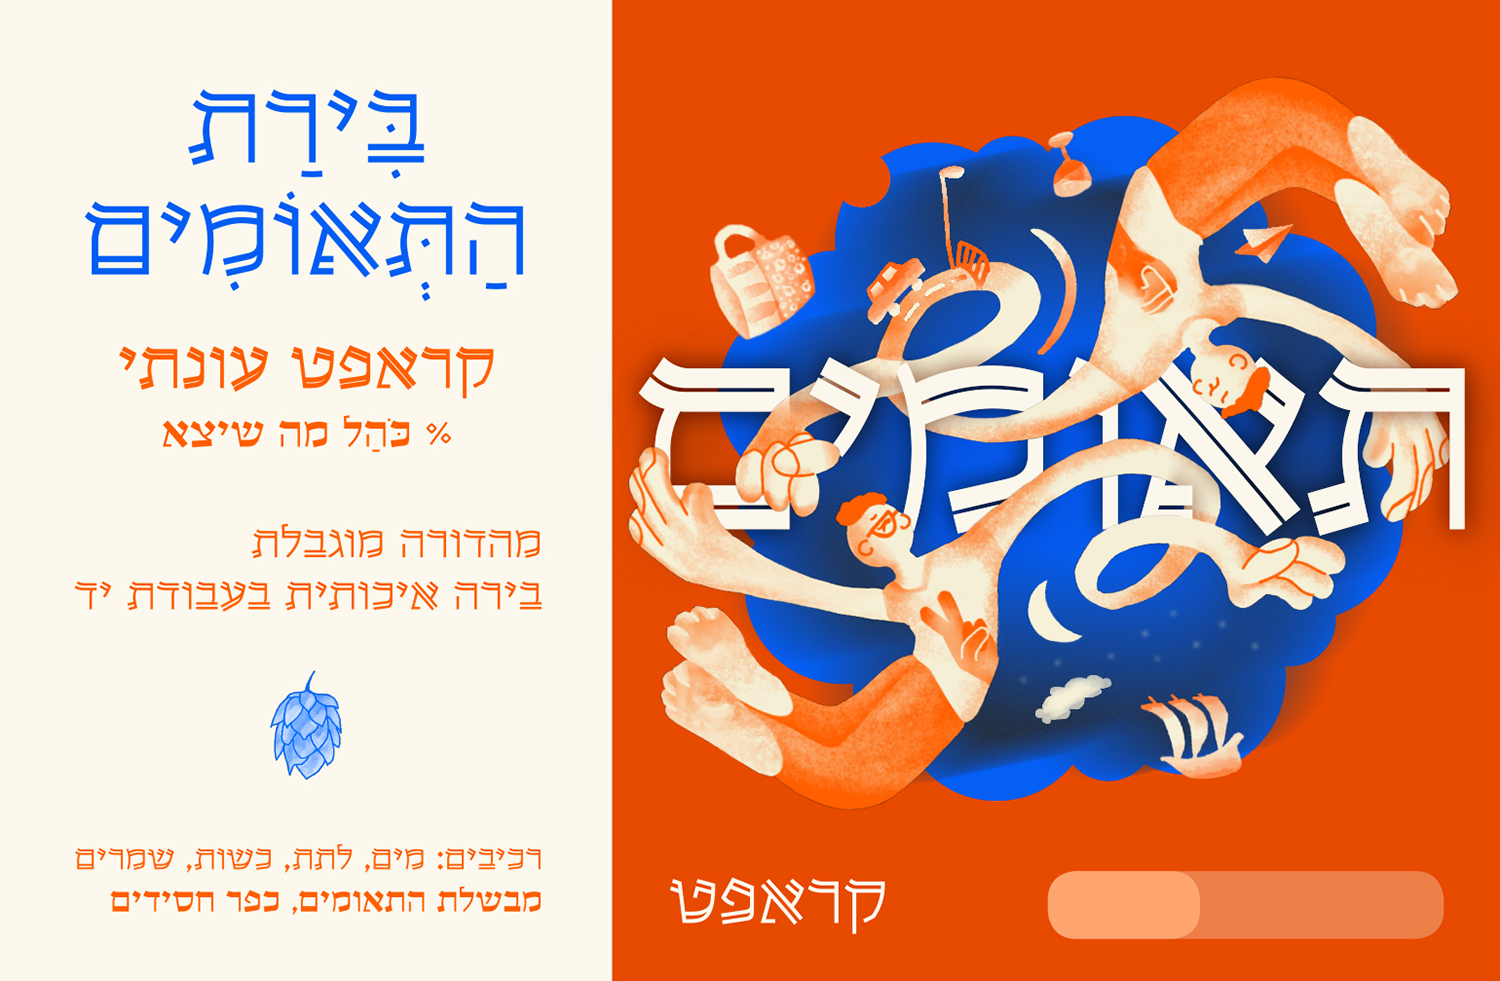 בִּירַת
הַתְּאוֹמִים
קראפט עונתי
% כֹּהַל מה שיצא
מהדורה מוגבלת
בירה איכותית בעבודת יד
רכיבים: מים, לתת, כשות, שמרים
מבשלת התאומים, כפר חסידים
תאומים
קראפט